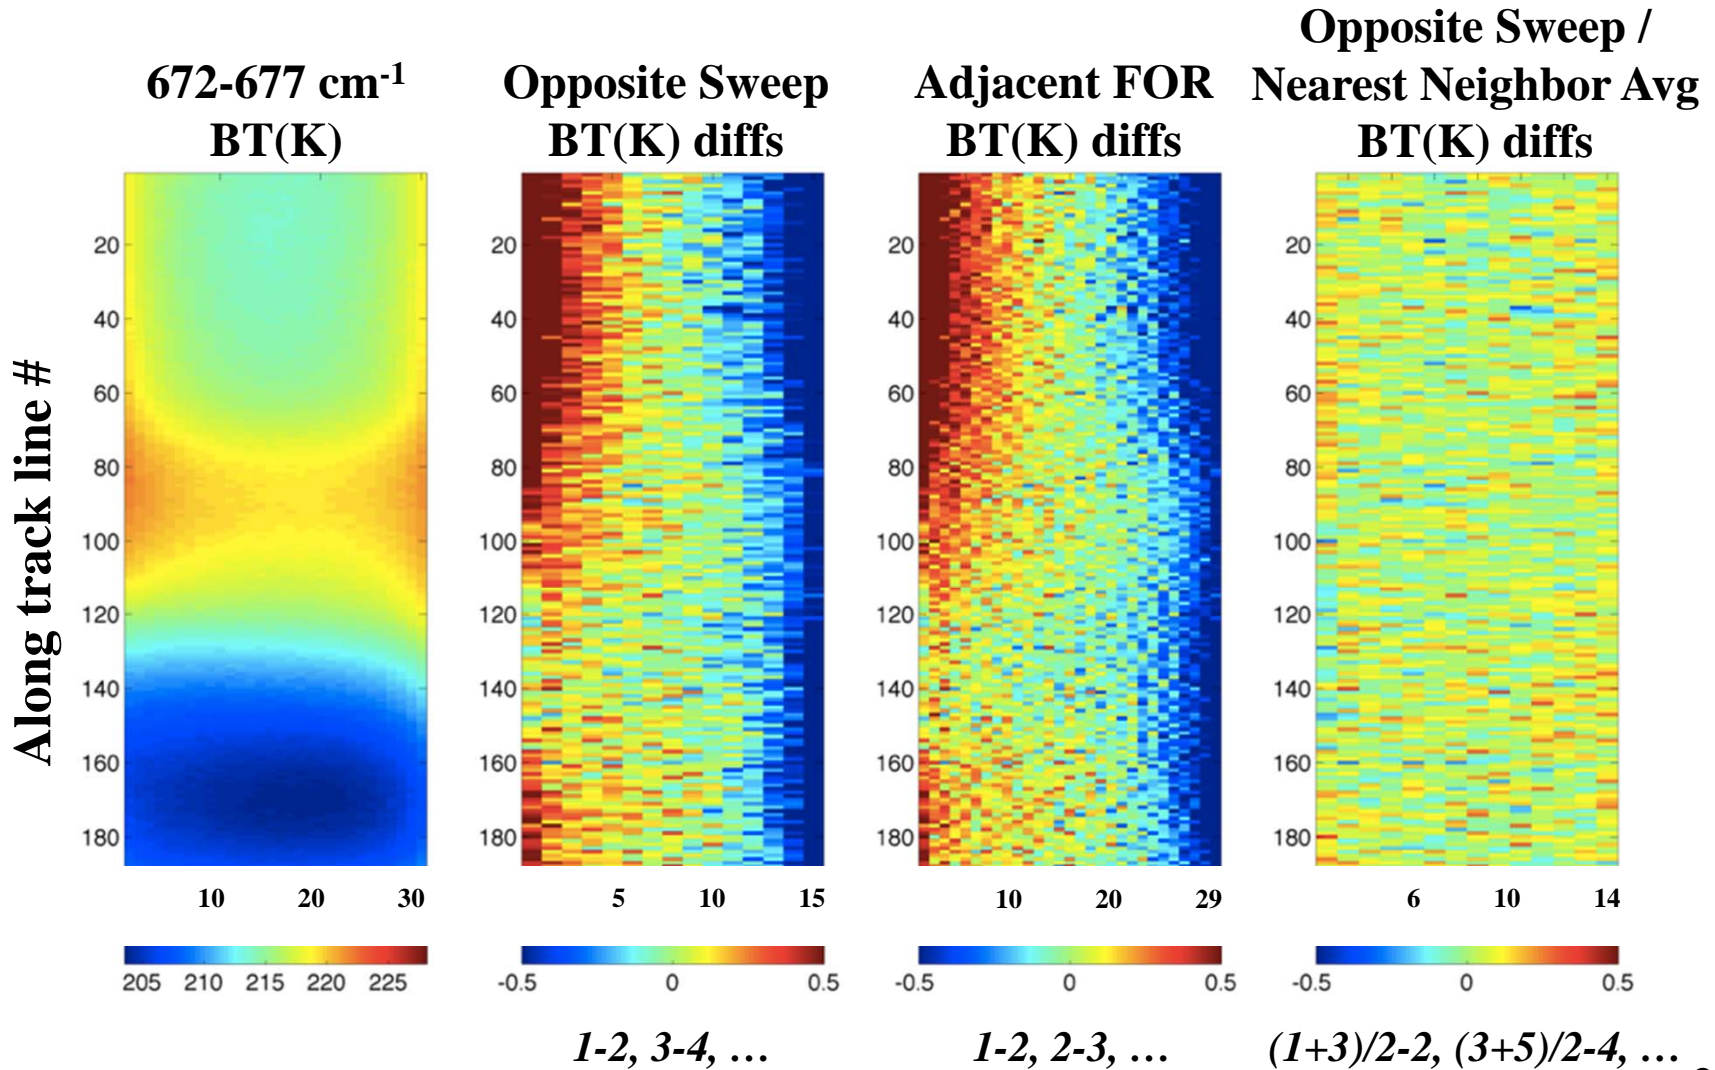 672-677 cm-1
BT(K)
Opposite Sweep
BT(K) diffs
Adjacent FOR
BT(K) diffs
Opposite Sweep /
Nearest Neighbor Avg
BT(K) diffs
Along track line #
20
40
60
80
100
120
140
160
180
20
40
60
80
100
120
140
160
180
20
40
60
80
100
120
140
160
180
20
40
60
80
100
120
140
160
180
10 20 30
5 10 15
10 20 29
6 10 14
205 210 215 220 225
-0.5 0 0.5
-0.5 0 0.5
-0.5 0 0.5
1-2, 3-4, …
1-2, 2-3, …
(1+3)/2-2, (3+5)/2-4, …